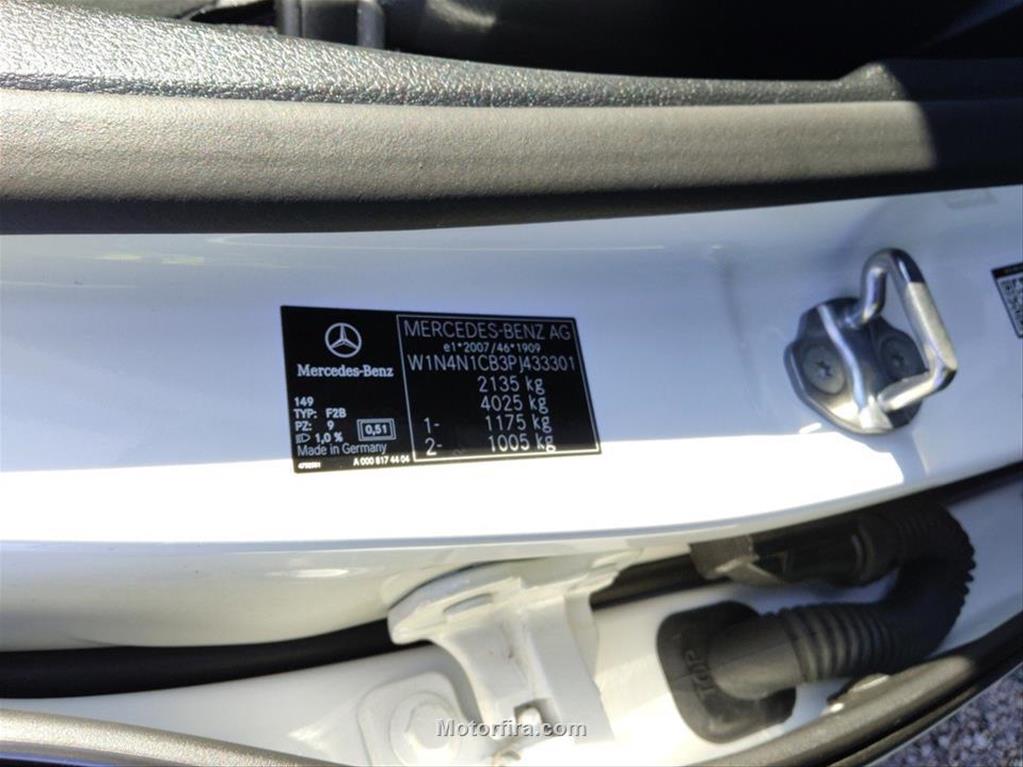 Mercedes-Benz
149
TYP: F2B
PZ: 9
1,0 % 0,51
Made in Germany
A 000 817 44 04
MERCEDES-BENZ AG
e1*2007/46*1909
W1N4N1CB3PJ433301
2135 kg
4025 kg
1- 1175 kg
2- 1005 kg
TOP
Motorfira.com